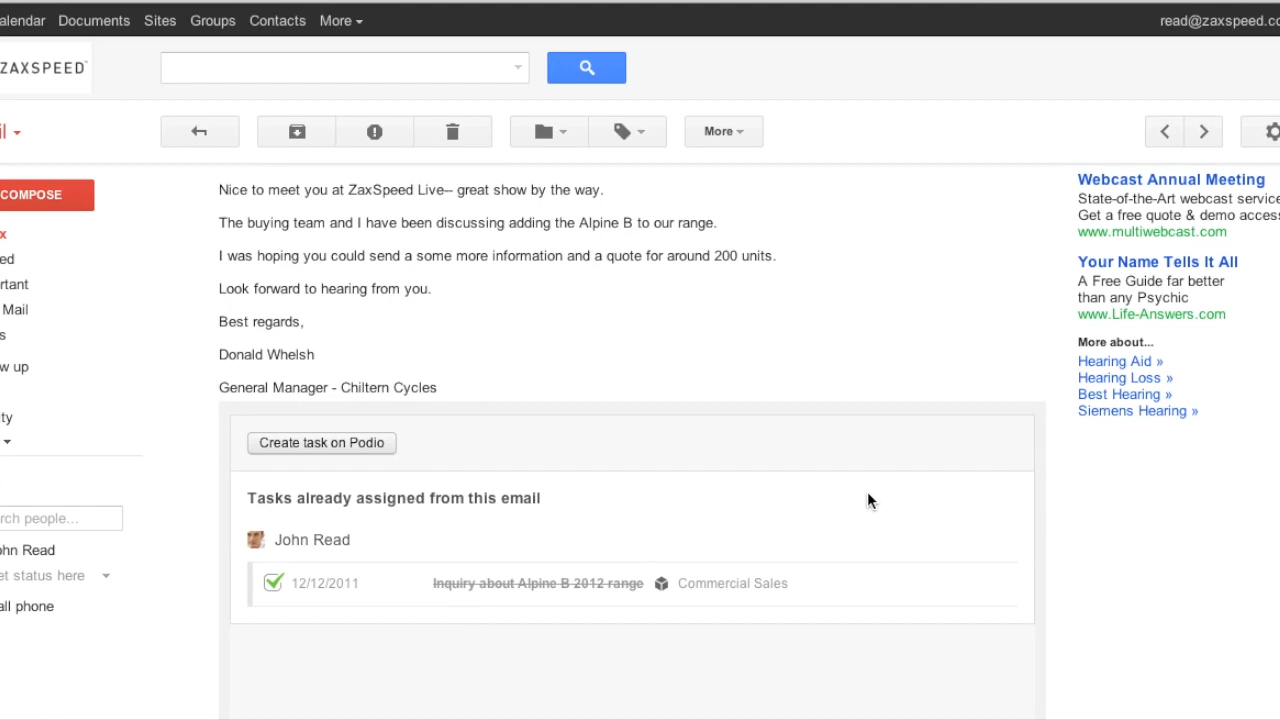 alendar Documents Sites Groups Contacts More
read@zaxspeed.co
ZAXSPEED
More
COMPOSE
x
ed
rtant
Mail
s
w up
ity
rch people...
ohn Read
et status here
all phone
Nice to meet you at ZaxSpeed Live-- great show by the way.
The buying team and I have been discussing adding the Alpine B to our range.
I was hoping you could send a some more information and a quote for around 200 units.
Look forward to hearing from you.
Best regards,
Donald Whelsh
General Manager - Chiltern Cycles
Create task on Podio
Tasks already assigned from this email
John Read
12/12/2011 Inquiry about Alpine B 2012 range Commercial Sales
Webcast Annual Meeting
State-of-the-Art webcast service
Get a free quote & demo access
www.multiwebcast.com
Your Name Tells It All
A Free Guide far better
than any Psychic
www.Life-Answers.com
More about...
Hearing Aid »
Hearing Loss »
Best Hearing »
Siemens Hearing »